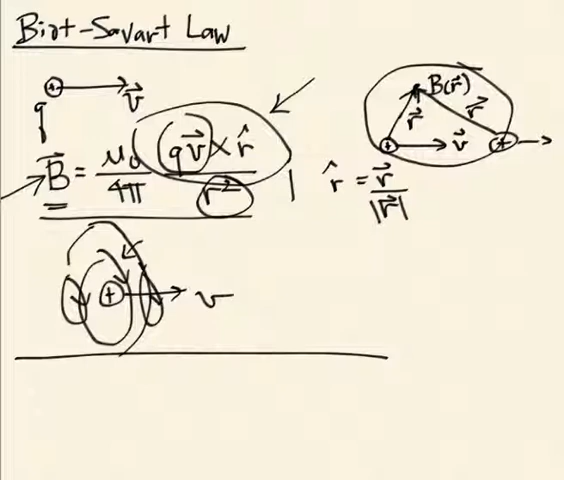 Biot-Savart Law
+ v⃗
q
B(r⃗)
r⃗ r⃗
+ v⃗ +
B⃗ = μ₀/4π qv⃗ × r̂/r² | r̂ = r⃗/|r⃗|
+ v